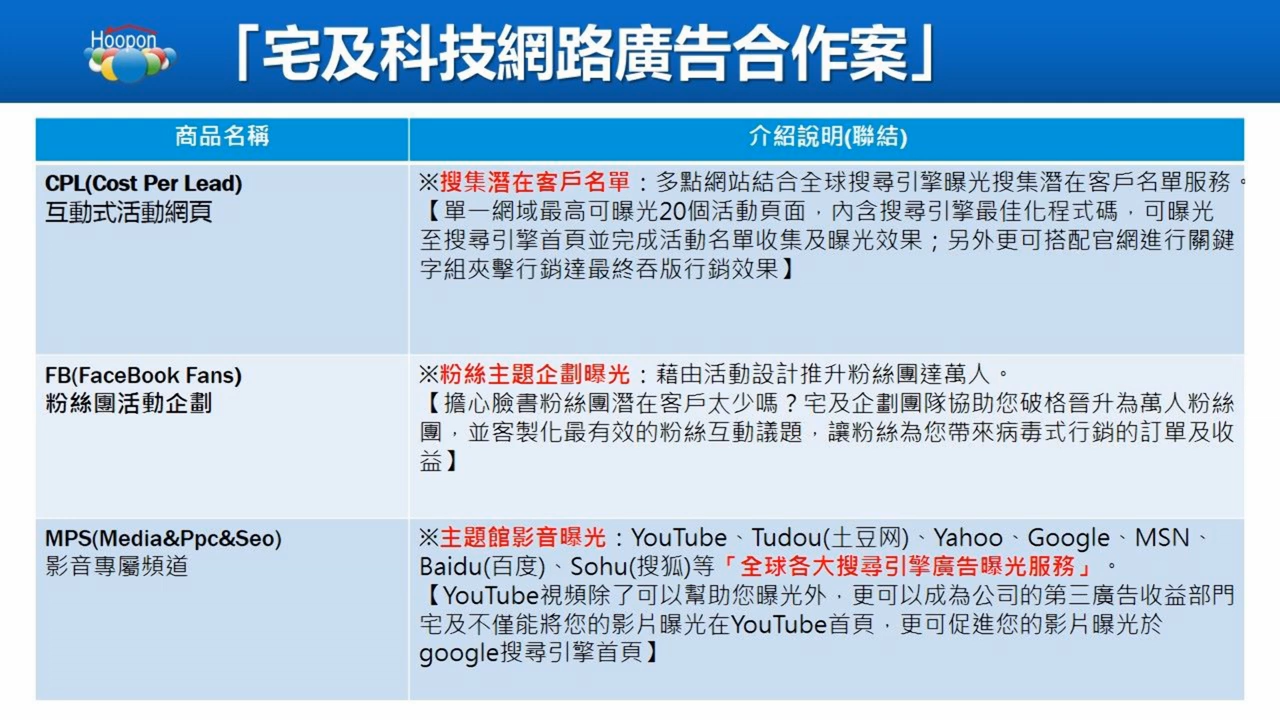 Hoopon
「宅及科技網路廣告合作案」
商品名稱
介紹說明(聯結)
CPL(Cost Per Lead)
互動式活動網頁
※搜集潛在客戶名單：多點網站結合全球搜尋引擎曝光搜集潛在客戶名單服務。
【單一網域最高可曝光20個活動頁面，內含搜尋引擎最佳化程式碼，可曝光
至搜尋引擎首頁並完成活動名單收集及曝光效果；另外更可搭配官網進行關鍵
字組夾擊行銷達最終吞版行銷效果】
FB(FaceBook Fans)
粉絲團活動企劃
※粉絲主題企劃曝光：藉由活動設計推升粉絲團達萬人。
【擔心臉書粉絲團潛在客戶太少嗎？宅及企劃團隊協助您破格晉升為萬人粉絲
團，並客製化最有效的粉絲互動議題，讓粉絲為您帶來病毒式行銷的訂單及收
益】
MPS(Media&Ppc&Seo)
影音專屬頻道
※主題館影音曝光：YouTube、Tudou(土豆网)、Yahoo、Google、MSN、
Baidu(百度)、Sohu(搜狐)等「全球各大搜尋引擎廣告曝光服務」。
【YouTube視頻除了可以幫助您曝光外，更可以成為公司的第三廣告收益部門
宅及不僅能將您的影片曝光在YouTube首頁，更可促進您的影片曝光於
google搜尋引擎首頁】